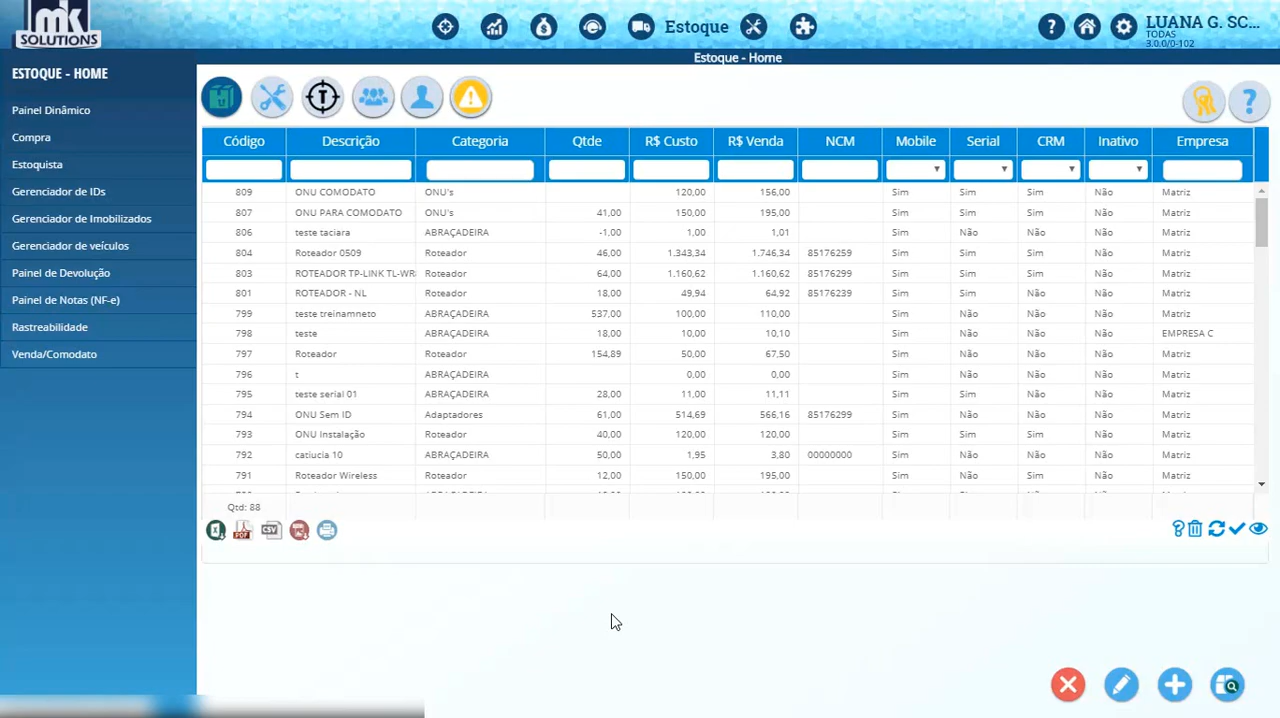 mk
SOLUTIONS
Estoque
LUANA G. SC...
TODAS
3.0.0/0-102
ESTOQUE - HOME
Estoque - Home
Painel Dinâmico
Compra
Estoquista
Gerenciador de IDs
Gerenciador de Imobilizados
Gerenciador de veículos
Painel de Devolução
Painel de Notas (NF-e)
Rastreabilidade
Venda/Comodato
Código Descrição Categoria Qtde R$ Custo R$ Venda NCM Mobile Serial CRM Inativo Empresa
809 ONU COMODATO ONU's 120,00 156,00 Sim Sim Sim Não Matriz
807 ONU PARA COMODATO ONU's 41,00 150,00 195,00 Sim Sim Sim Não Matriz
806 teste taciara ABRAÇADEIRA -1,00 1,00 1,01 Sim Não Não Não Matriz
804 Roteador 0509 Roteador 46,00 1.343,34 1.746,34 85176259 Sim Sim Sim Não Matriz
803 ROTEADOR TP-LINK TL-WR Roteador 64,00 1.160,62 1.160,62 85176299 Sim Sim Sim Não Matriz
801 ROTEADOR - NL Roteador 18,00 49,94 64,92 85176239 Sim Sim Não Não Matriz
799 teste treinamneto ABRAÇADEIRA 537,00 100,00 110,00 Sim Não Não Não Matriz
798 teste ABRAÇADEIRA 18,00 10,00 10,10 Sim Não Não Não EMPRESA C
797 Roteador Roteador 154,89 50,00 67,50 Sim Não Não Não Matriz
796 t ABRAÇADEIRA 0,00 0,00 Sim Não Não Não Matriz
795 teste serial 01 ABRAÇADEIRA 28,00 11,00 11,11 Sim Sim Não Não Matriz
794 ONU Sem ID Adaptadores 61,00 514,69 566,16 85176299 Sim Não Não Não Matriz
793 ONU Instalação Roteador 40,00 120,00 120,00 Sim Sim Não Não Matriz
792 catiucia 10 ABRAÇADEIRA 50,00 1,95 3,80 00000000 Sim Não Não Não Matriz
791 Roteador Wireless Roteador 12,00 150,00 195,00 Sim Não Sim Não Matriz
Qtd: 88
PDF
CSV